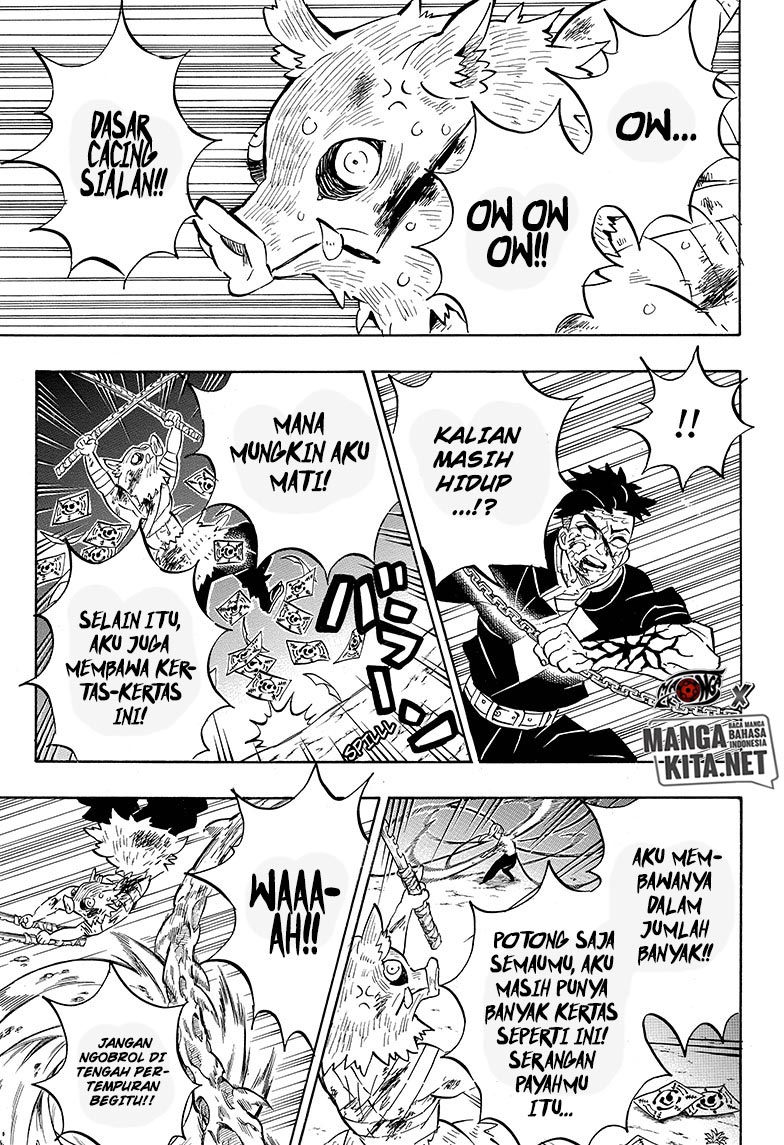 OW...
OW OW
OW!!
DASAR
CACING
SIALAN!!
!!
KALIAN
MASIH
HIDUP
...!?
MANA
MUNGKIN AKU
MATI!
SELAIN ITU,
AKU JUGA
MEMBAWA KER-
TAS-KERTAS
INI!
SPILLL
MANGA
KITA.NET
BACA MANGA
BAHASA
INDONESIA
X
AKU MEM-
BAWANYA
DALAM
JUMLAH
BANYAK!!
POTONG SAJA
SEMAUMU, AKU
MASIH PUNYA
BANYAK KERTAS
SEPERTI INI!
SERANGAN
PAYAHMU
ITU...
WAAA-
AH!!
JANGAN
NGOBROL DI
TENGAH PER-
TEMPURAN
BEGITU!!